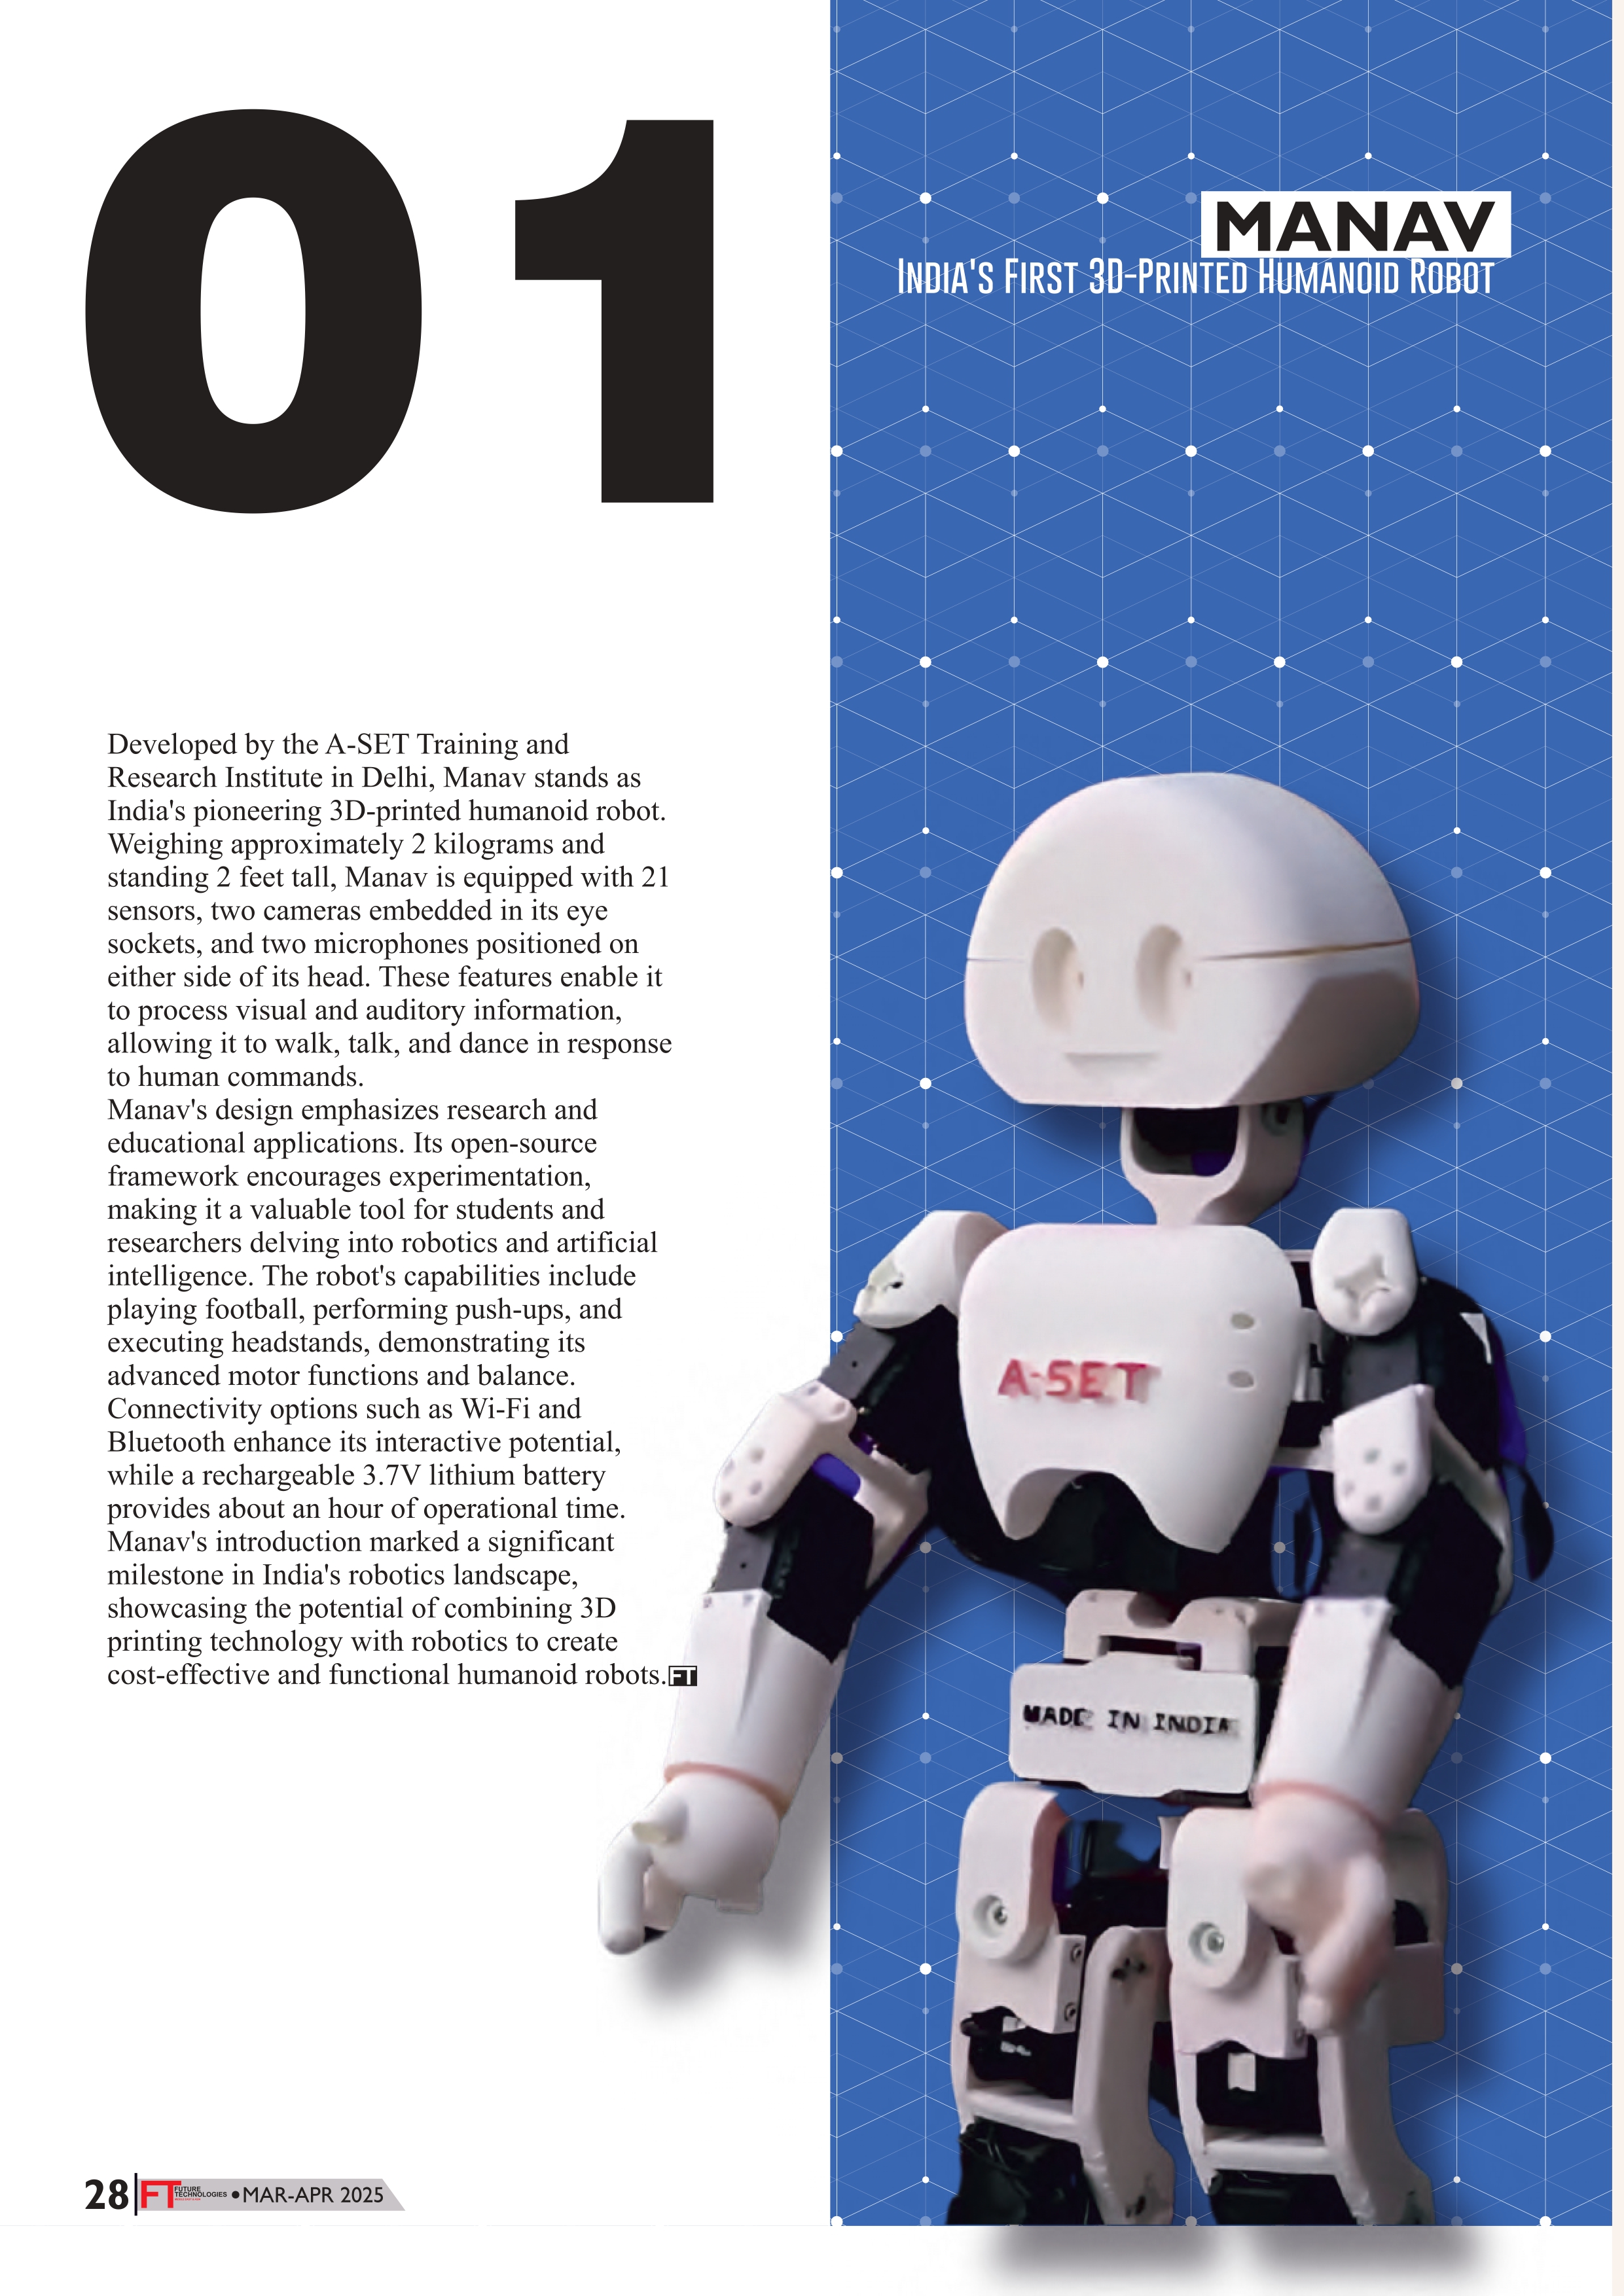 01
MANAV
INDIA'S FIRST 3D-PRINTED HUMANOID ROBOT
Developed by the A-SET Training and
Research Institute in Delhi, Manav stands as
India's pioneering 3D-printed humanoid robot.
Weighing approximately 2 kilograms and
standing 2 feet tall, Manav is equipped with 21
sensors, two cameras embedded in its eye
sockets, and two microphones positioned on
either side of its head. These features enable it
to process visual and auditory information,
allowing it to walk, talk, and dance in response
to human commands.
Manav's design emphasizes research and
educational applications. Its open-source
framework encourages experimentation,
making it a valuable tool for students and
researchers delving into robotics and artificial
intelligence. The robot's capabilities include
playing football, performing push-ups, and
executing headstands, demonstrating its
advanced motor functions and balance.
Connectivity options such as Wi-Fi and
Bluetooth enhance its interactive potential,
while a rechargeable 3.7V lithium battery
provides about an hour of operational time.
Manav's introduction marked a significant
milestone in India's robotics landscape,
showcasing the potential of combining 3D
printing technology with robotics to create
cost-effective and functional humanoid robots. FT
A-SET
MADE IN INDIA
28 FT FUTURE TECHNOLOGIES • MAR-APR 2025